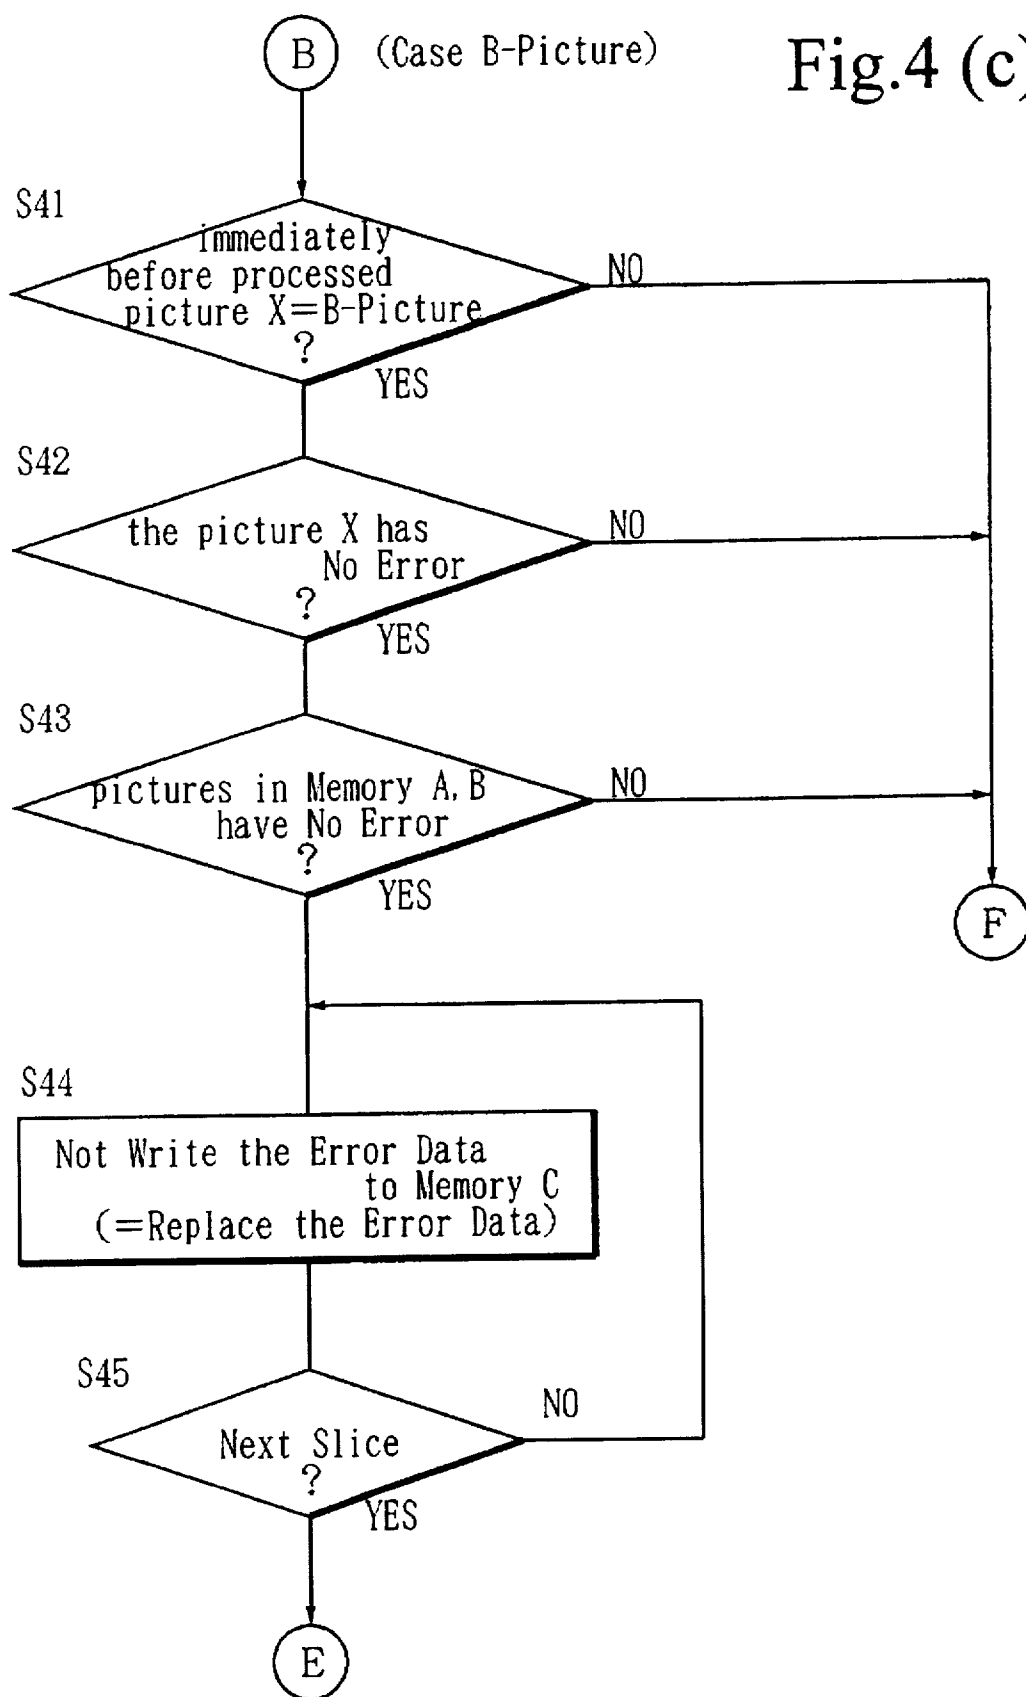 B (Case B-Picture)
Fig.4 (c)
S41
immediately
before processed
picture X=B-Picture
?
NO
YES
S42
the picture X has
No Error
?
NO
YES
S43
pictures in Memory A, B
have No Error
?
NO
YES
F
S44
Not Write the Error Data
to Memory C
(=Replace the Error Data)
S45
Next Slice
?
NO
YES
E